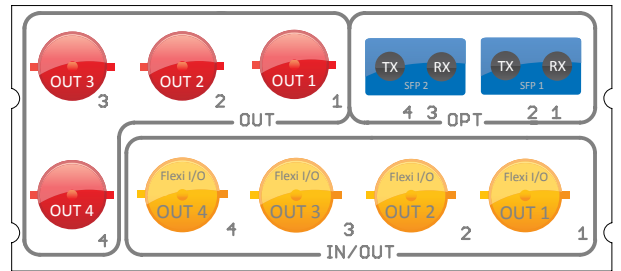 OUT 3
OUT 2
OUT 1
3
2
1
OUT
TX
RX
SFP 2
TX
RX
SFP 1
4 3
2 1
OPT
OUT 4
4
Flexi I/O
OUT 4
4
Flexi I/O
OUT 3
3
Flexi I/O
OUT 2
2
Flexi I/O
OUT 1
1
IN/OUT